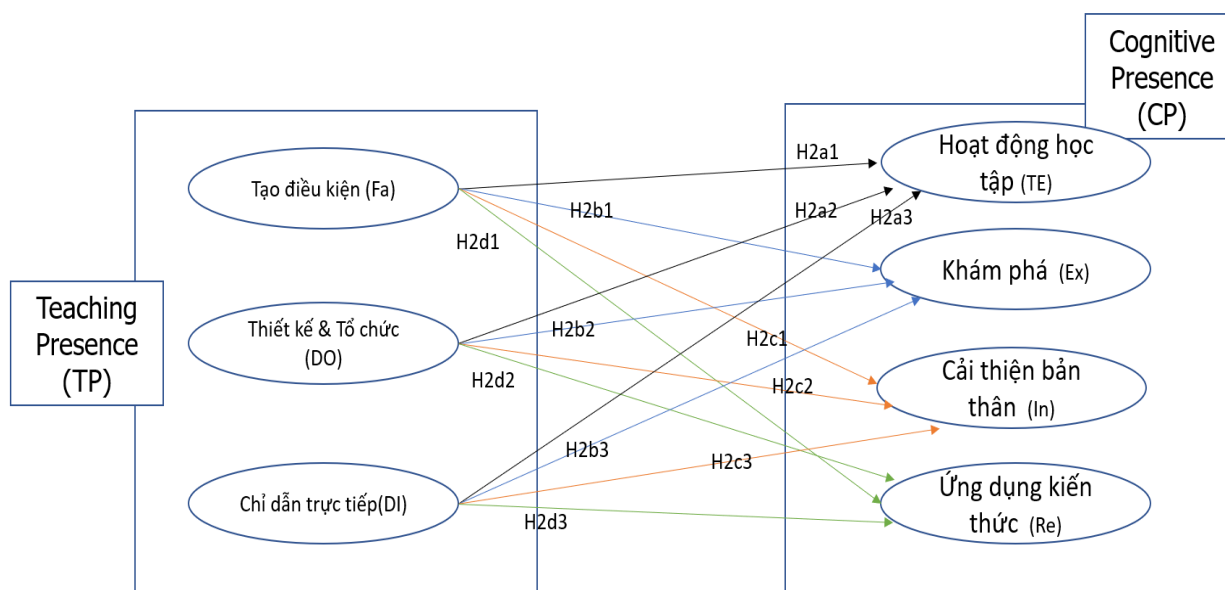 Cognitive
Presence
(CP)
Teaching
Presence
(TP)
Tạo điều kiện (Fa)
Thiết kế & Tổ chức
(DO)
Chỉ dẫn trực tiếp(DI)
H2a1
H2a2
H2a3
H2b1
H2d1
H2b2
H2c1
H2d2
H2c2
H2b3
H2c3
H2d3
Hoạt động học
tập (TE)
Khám phá (Ex)
Cải thiện bản
thân (In)
Ứng dụng kiến
thức (Re)